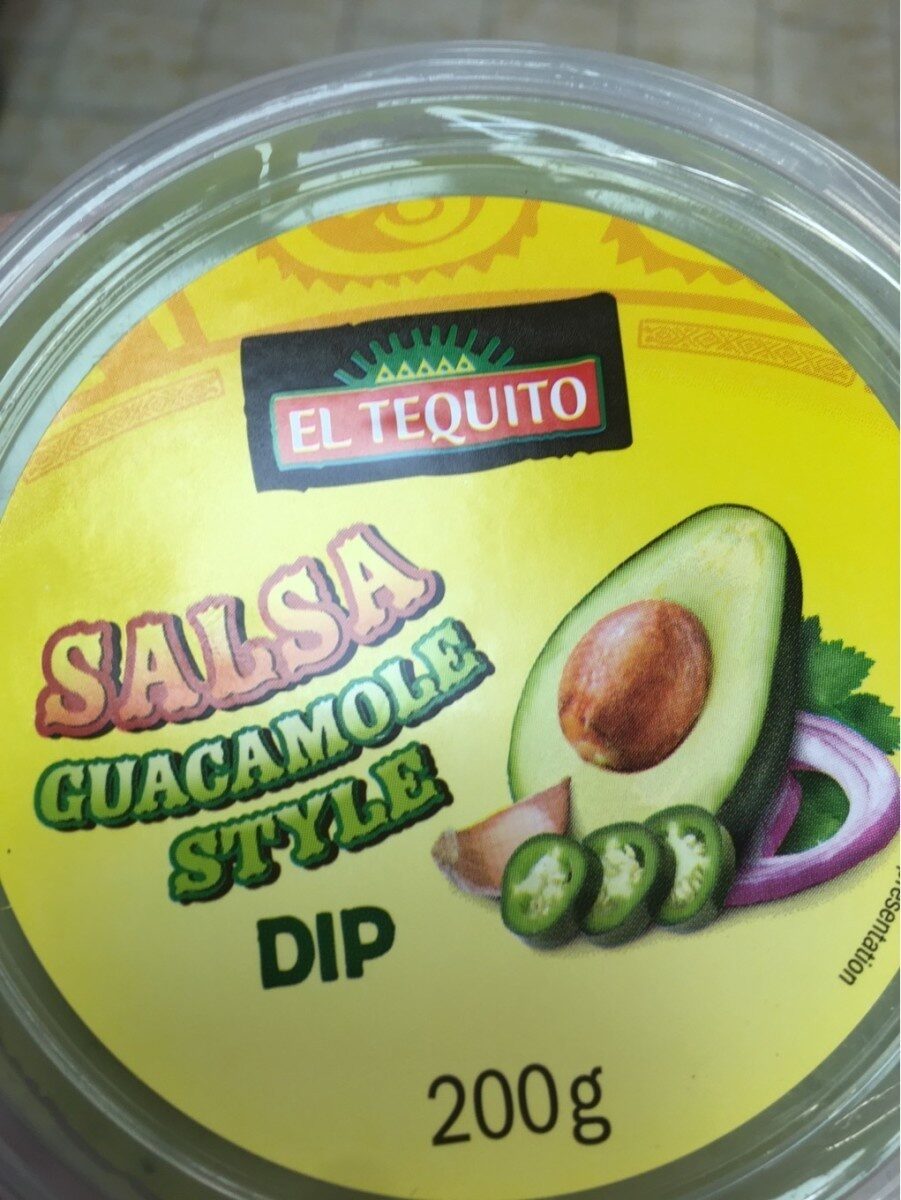 EL TEQUITO
SALSA
GUACAMOLE
STYLE
DIP
200g